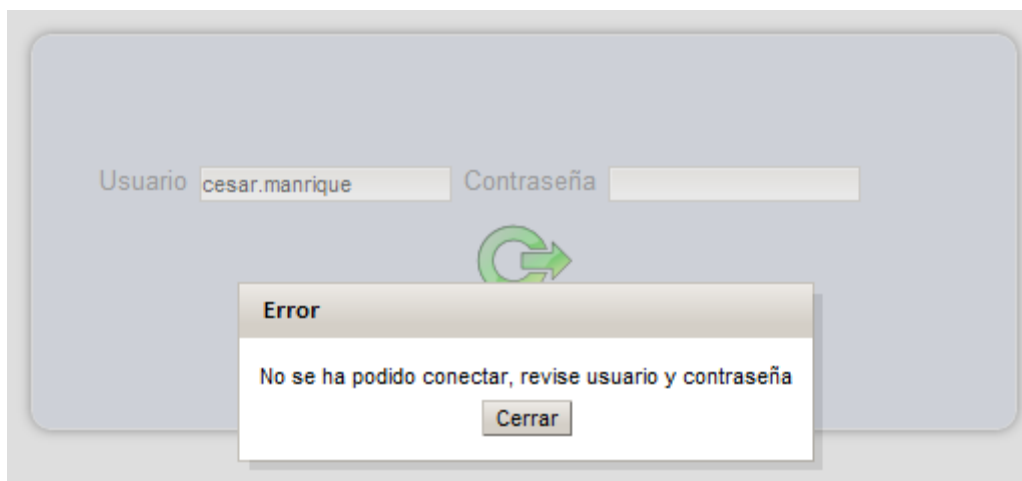 Usuario cesar.manrique Contraseña
Error
No se ha podido conectar, revise usuario y contraseña
Cerrar